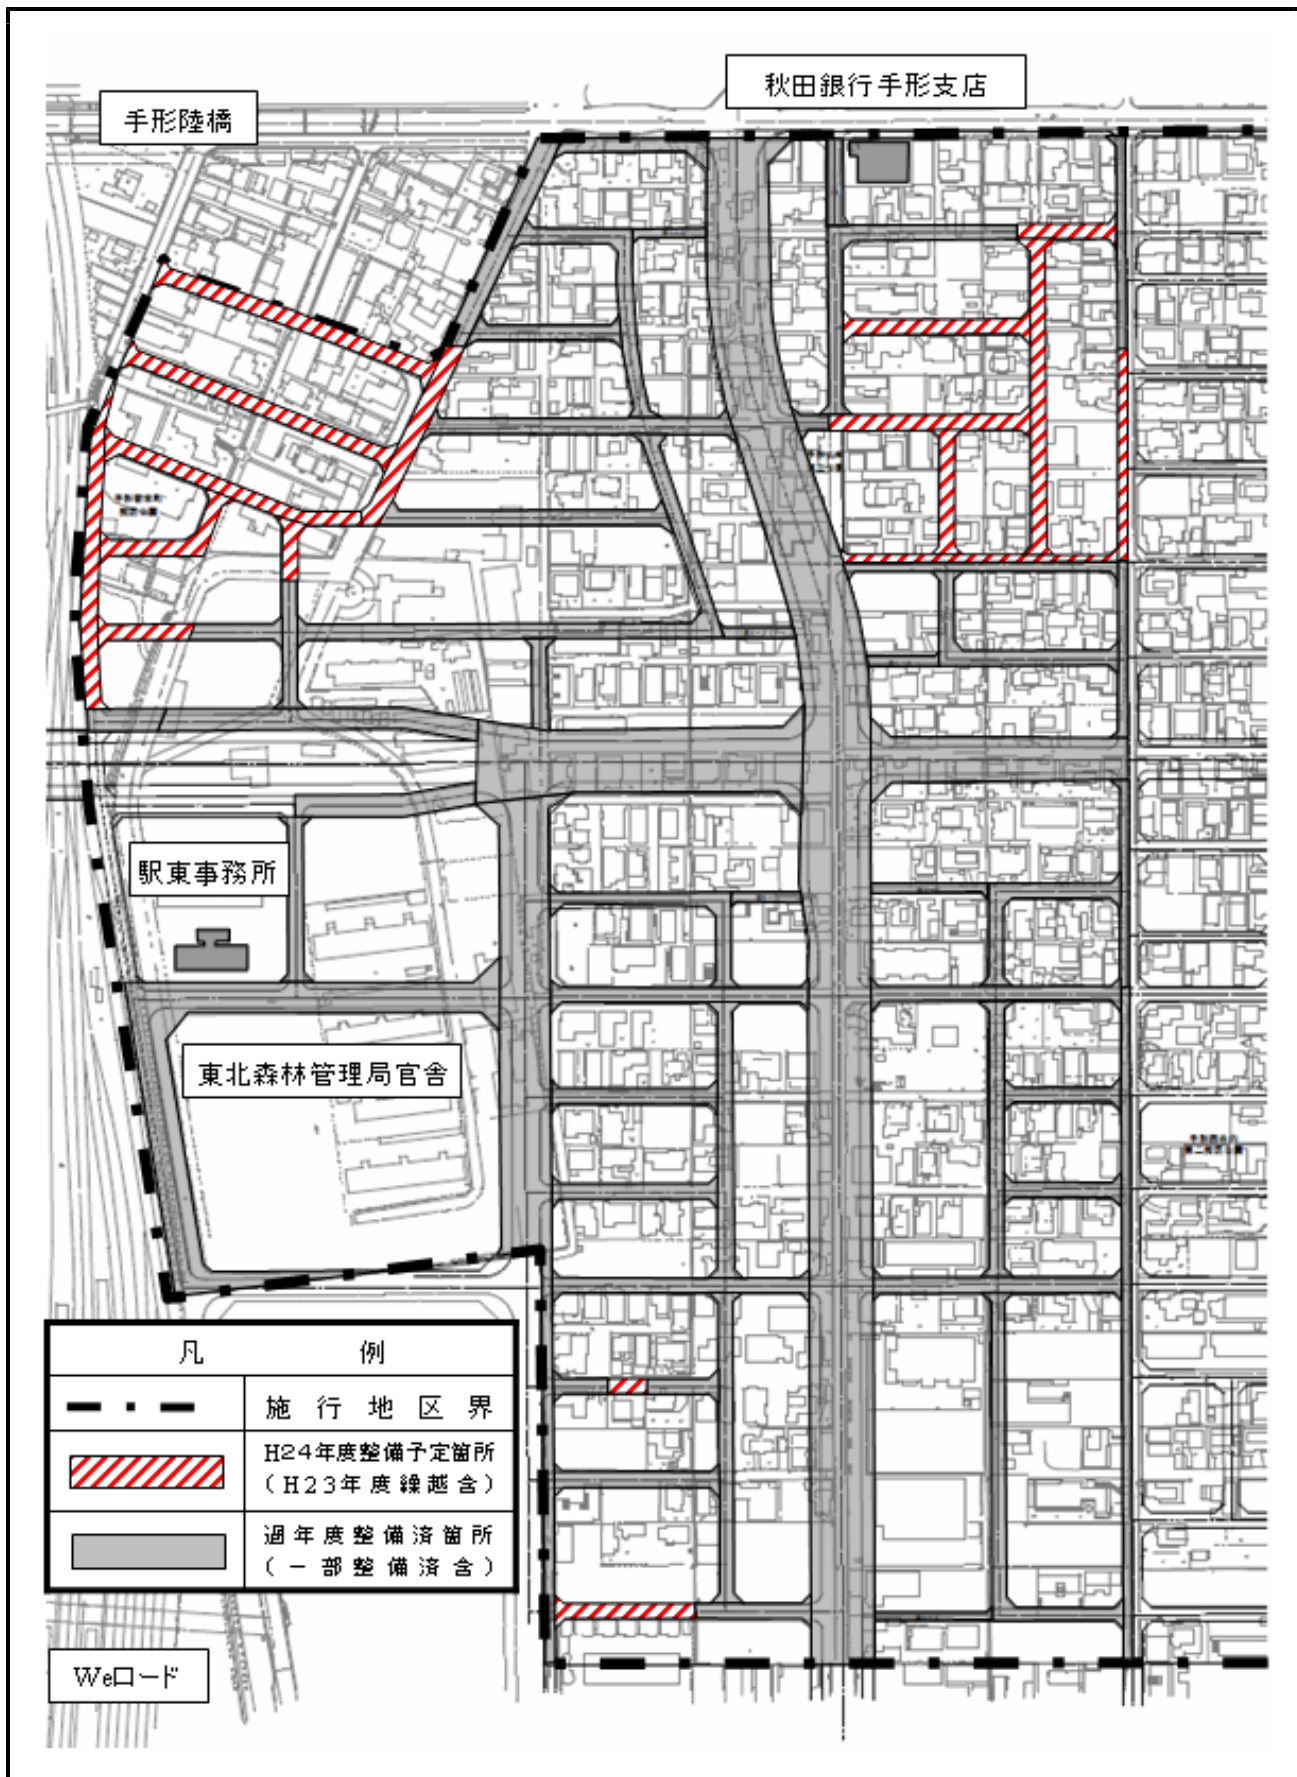 秋田銀行手形支店
手形陸橋
駅東事務所
東北森林管理局官舎
凡例
施行地区界
H24年度整備予定箇所
(H23年度繰越含)
過年度整備済箇所
(一部整備済含)
Weロード